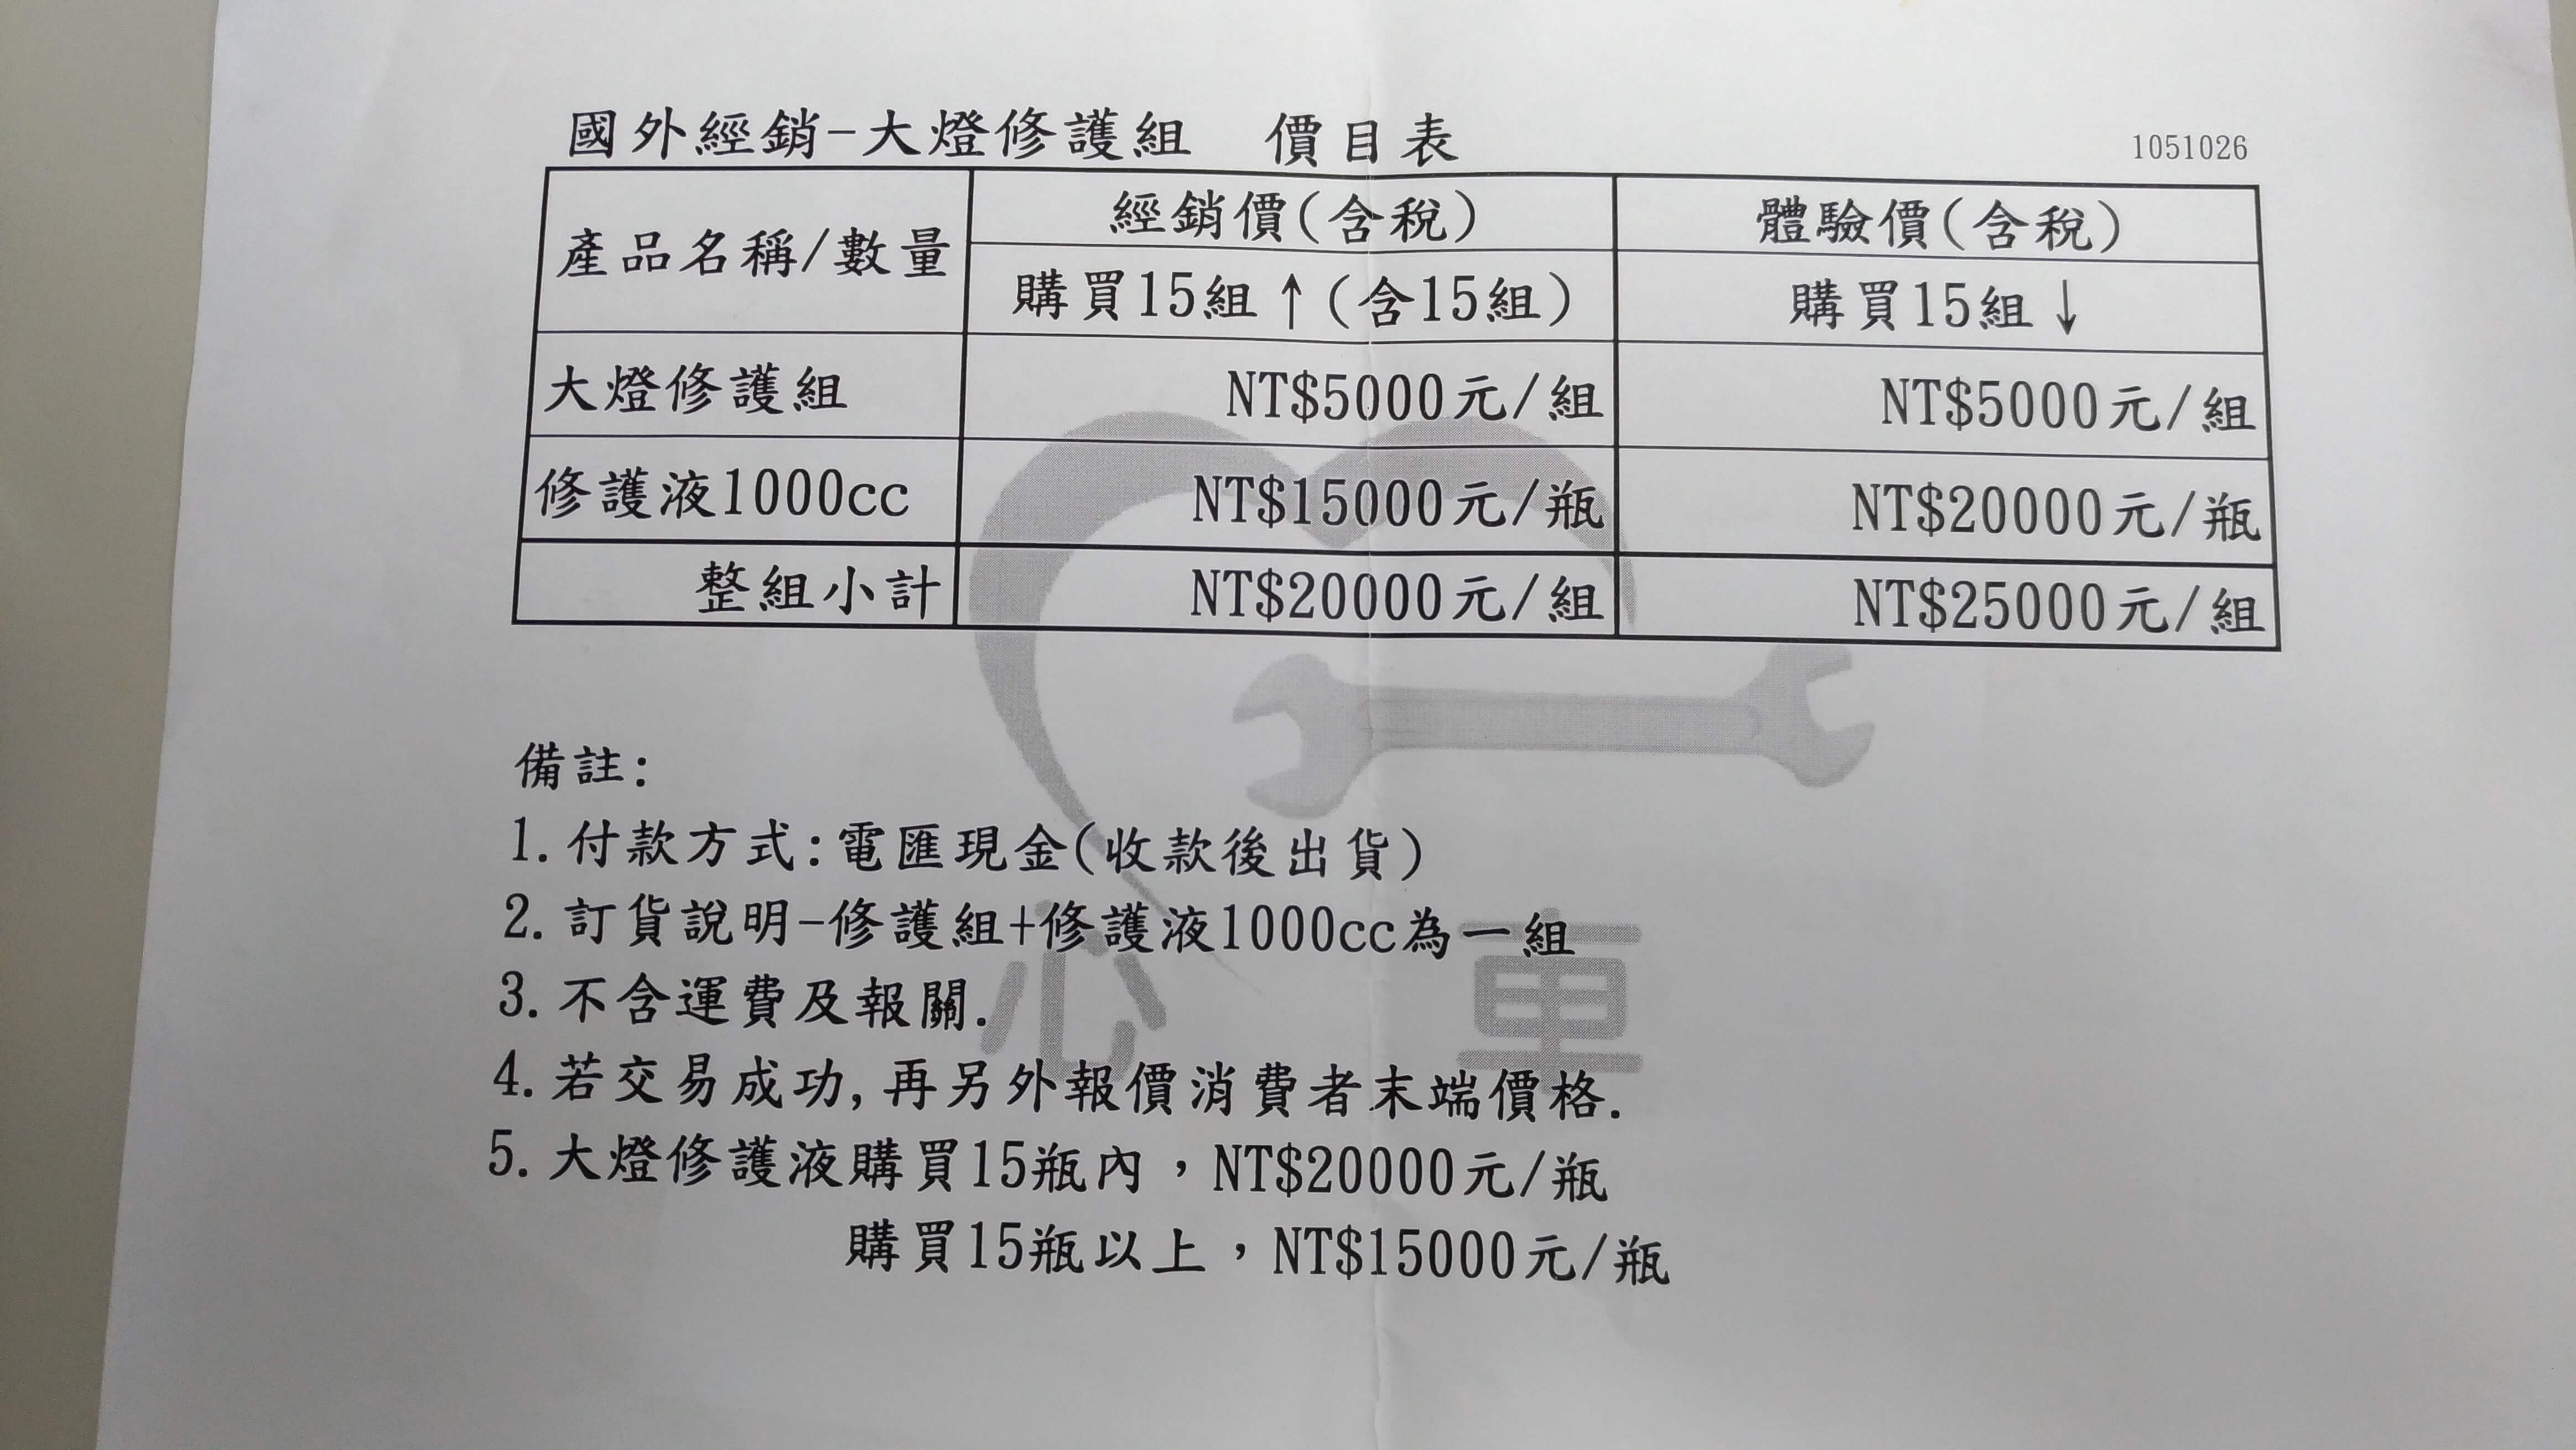 國外經銷-大燈修護組 價目表
1051026
產品名稱/數量
經銷價(含稅)
體驗價(含稅)
購買15組↑(含15組)
購買15組↓
大燈修護組
NT$5000元/組
NT$5000元/組
修護液1000cc
NT$15000元/瓶
NT$20000元/瓶
整組小計
NT$20000元/組
NT$25000元/組
備註:
1.付款方式:電匯現金(收款後出貨)
2.訂貨說明-修護組+修護液1000cc為一組
3.不含運費及報關.
4.若交易成功,再另外報價消費者末端價格.
5.大燈修護液購買15瓶內，NT$20000元/瓶
購買15瓶以上，NT$15000元/瓶
心 車